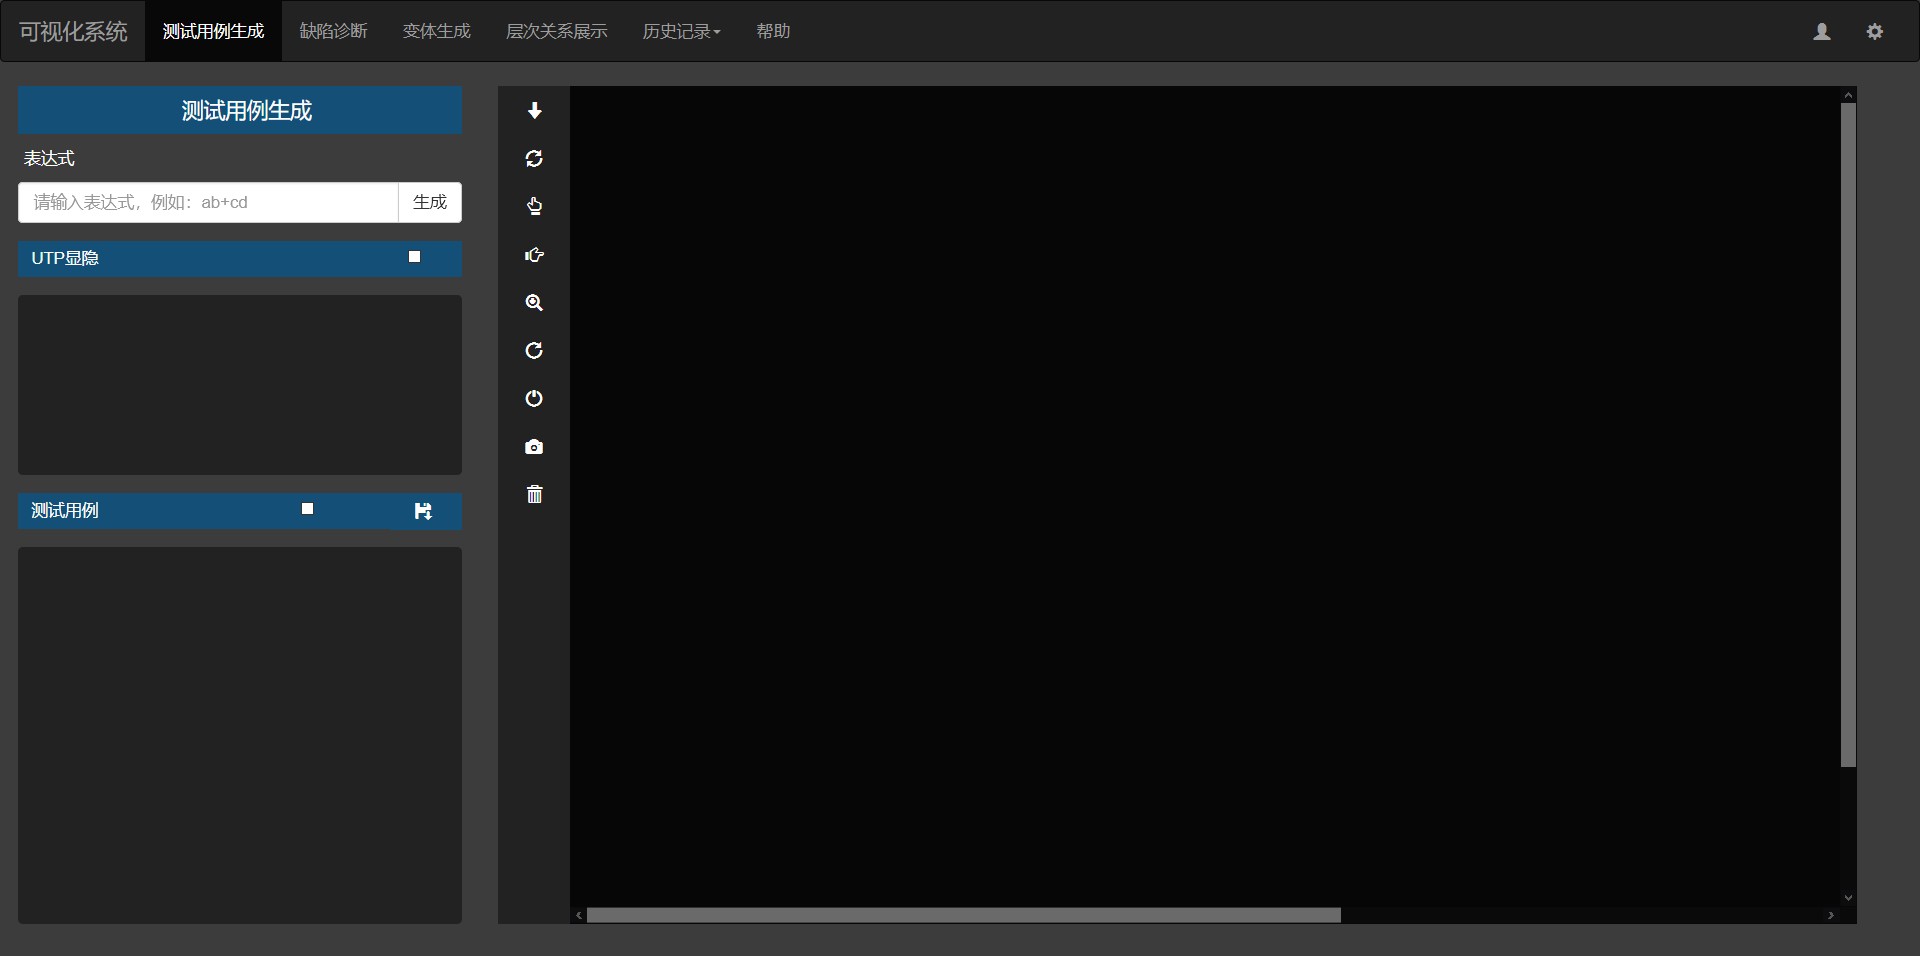 可视化系统 测试用例生成 缺陷诊断 变体生成 层次关系展示 历史记录 帮助
测试用例生成
表达式
请输入表达式，例如：ab+cd 生成
UTP显隐
测试用例